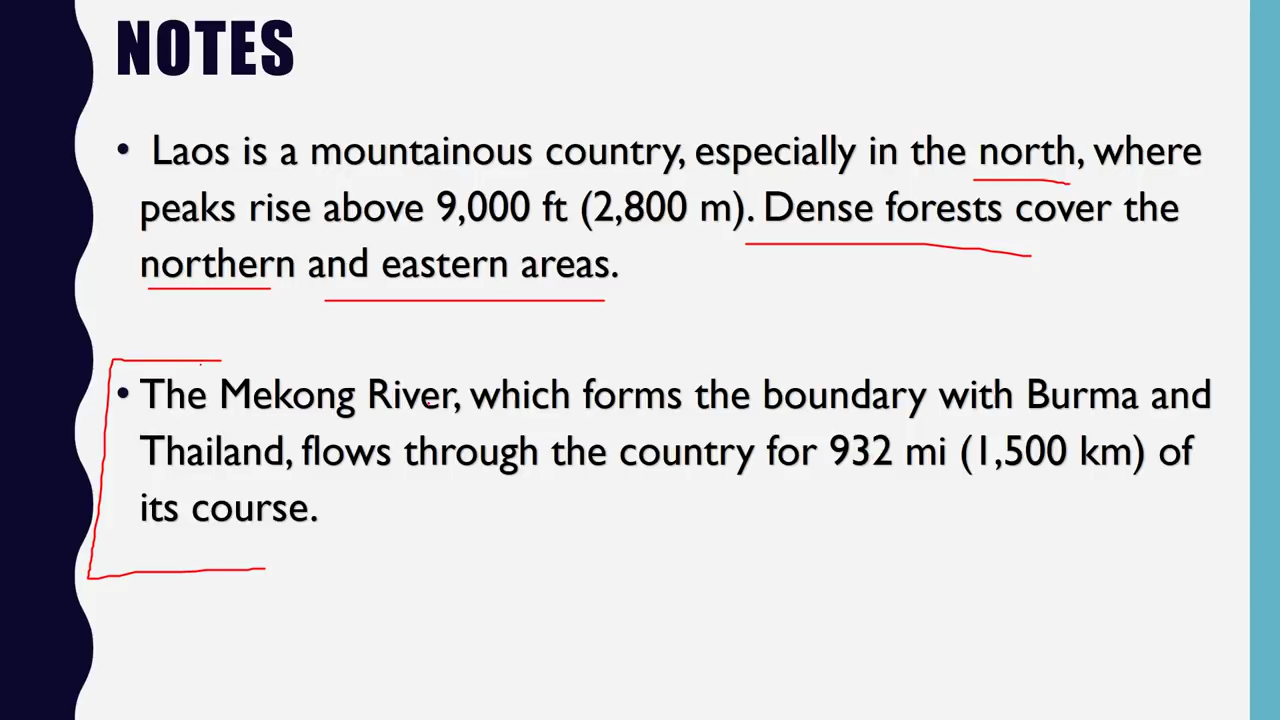 NOTES
• Laos is a mountainous country, especially in the north, where
peaks rise above 9,000 ft (2,800 m). Dense forests cover the
northern and eastern areas.
• The Mekong River, which forms the boundary with Burma and
Thailand, flows through the country for 932 mi (1,500 km) of
its course.